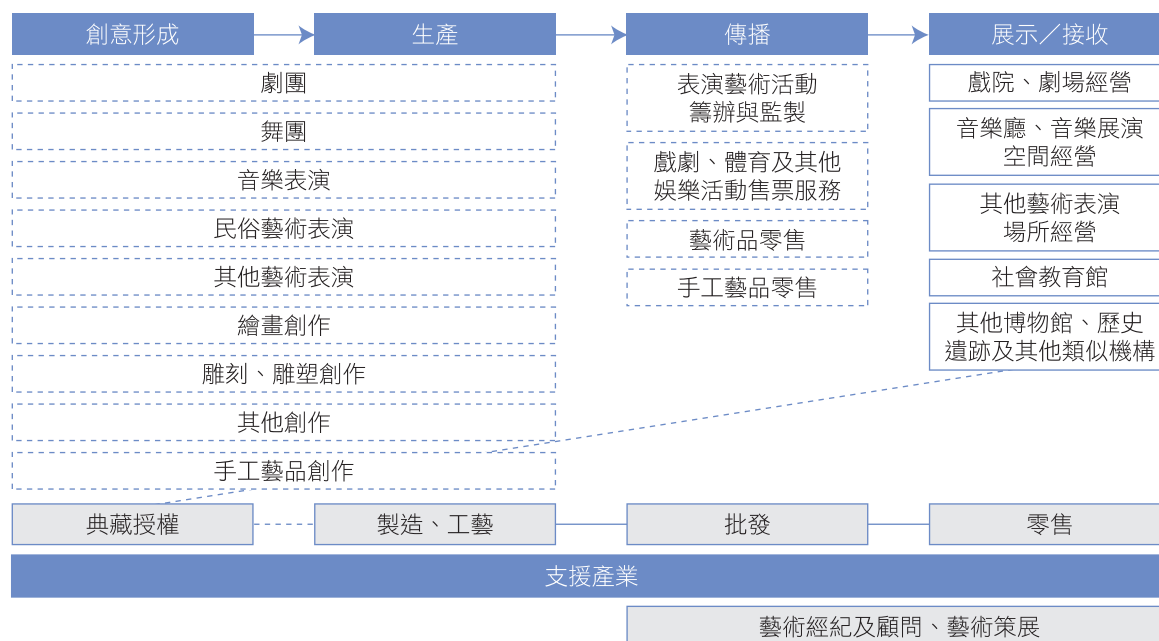 創意形成
生產
傳播
展示／接收
劇團
舞團
音樂表演
民俗藝術表演
其他藝術表演
繪畫創作
雕刻、雕塑創作
其他創作
手工藝品創作
表演藝術活動
籌辦與監製
戲劇、體育及其他
娛樂活動售票服務
藝術品零售
手工藝品零售
戲院、劇場經營
音樂廳、音樂展演
空間經營
其他藝術表演
場所經營
社會教育館
其他博物館、歷史
遺跡及其他類似機構
典藏授權
製造、工藝
批發
零售
支援產業
藝術經紀及顧問、藝術策展